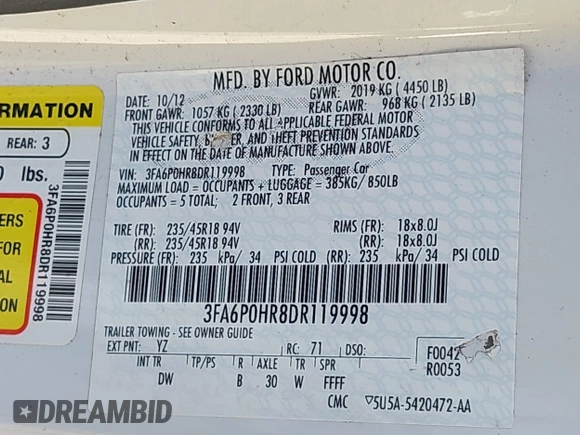 MFD. BY FORD MOTOR CO.
DATE: 10/12 GVWR: 2019 KG ( 4450 LB)
FRONT GAWR: 1057 KG ( 2330 LB) REAR GAWR: 968 KG ( 2135 LB)
THIS VEHICLE CONFORMS TO ALL APPLICABLE FEDERAL MOTOR
VEHICLE SAFETY, AND THEFT PREVENTION STANDARDS
IN EFFECT ON THE DATE OF MANUFACTURE SHOWN ABOVE.
VIN: 3FA6P0HR8DR119998 TYPE: Passenger Car
MAXIMUM LOAD = OCCUPANTS + LUGGAGE = 385KG/ 850LB
OCCUPANTS = 5 TOTAL; 2 FRONT, 3 REAR
TIRE (FR): 235/45R18 94V RIMS (FR): 18x8.0J
(RR): 235/45R18 94V (RR): 18x8.0J
PRESSURE (FR): 235 kPa/ 34 PSI COLD (RR): 235 kPa/ 34 PSI COLD
3FA6P0HR8DR119998
TRAILER TOWING - SEE OWNER GUIDE
EXT PNT: YZ RC: 71 DSO: F0042
R0053
INT TR TP/PS R AXLE TR SPR
DW B 30 W FFFF
CMC 5U5A-5420472-AA
ORMATION
REAR: 3
0 lbs.
ERS
FOR
AL
G
3FA6P0HR8DR119998
DREAMBID